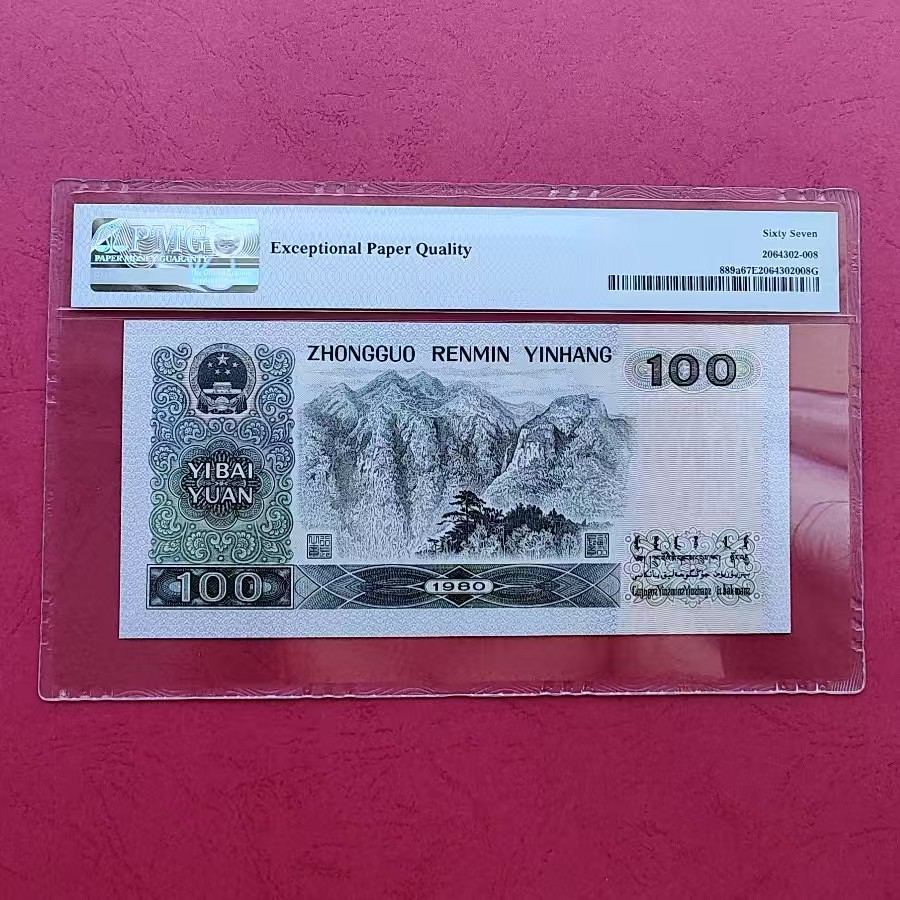 PMG
PAPER MONEY GUARANTY
Exceptional Paper Quality
Sixty Seven
2064302-008
889a67E2064302008G
ZHONGGUO RENMIN YINHANG
100
YIBAI
YUAN
100
1980